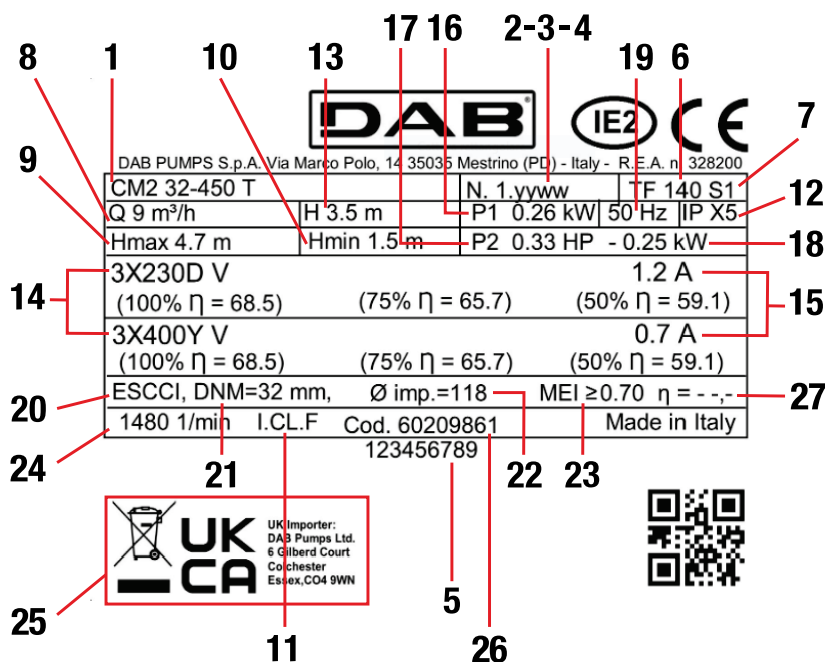 17 16 2-3-4
8 1 10 13 19 6
DAB
IE2 CE
7
DAB PUMPS S.p.A. Via Marco Polo, 14 35035 Mestrino (PD) - Italy - R.E.A. n. 328200
9 CM2 32-450 T N. 1.yyww TF 140 S1
12
Q 9 m³/h H 3.5 m P1 0.26 kW 50 Hz IP X5
Hmax 4.7 m Hmin 1.5 m P2 0.33 HP - 0.25 kW 18
3X230D V 1.2 A
14 (100% η = 68.5) (75% η = 65.7) (50% η = 59.1) 15
3X400Y V 0.7 A
(100% η = 68.5) (75% η = 65.7) (50% η = 59.1)
20 ESCCI, DNM=32 mm, Ø imp.=118 MEI ≥0.70 η = - -,- 27
24 1480 1/min I.CL.F Cod. 60209861 Made in Italy
21 123456789 22 23
UK
CA
UK Importer:
DAB Pumps Ltd.
6 Gilberd Court
Colchester
Essex,CO4 9WN
25 11 5 26